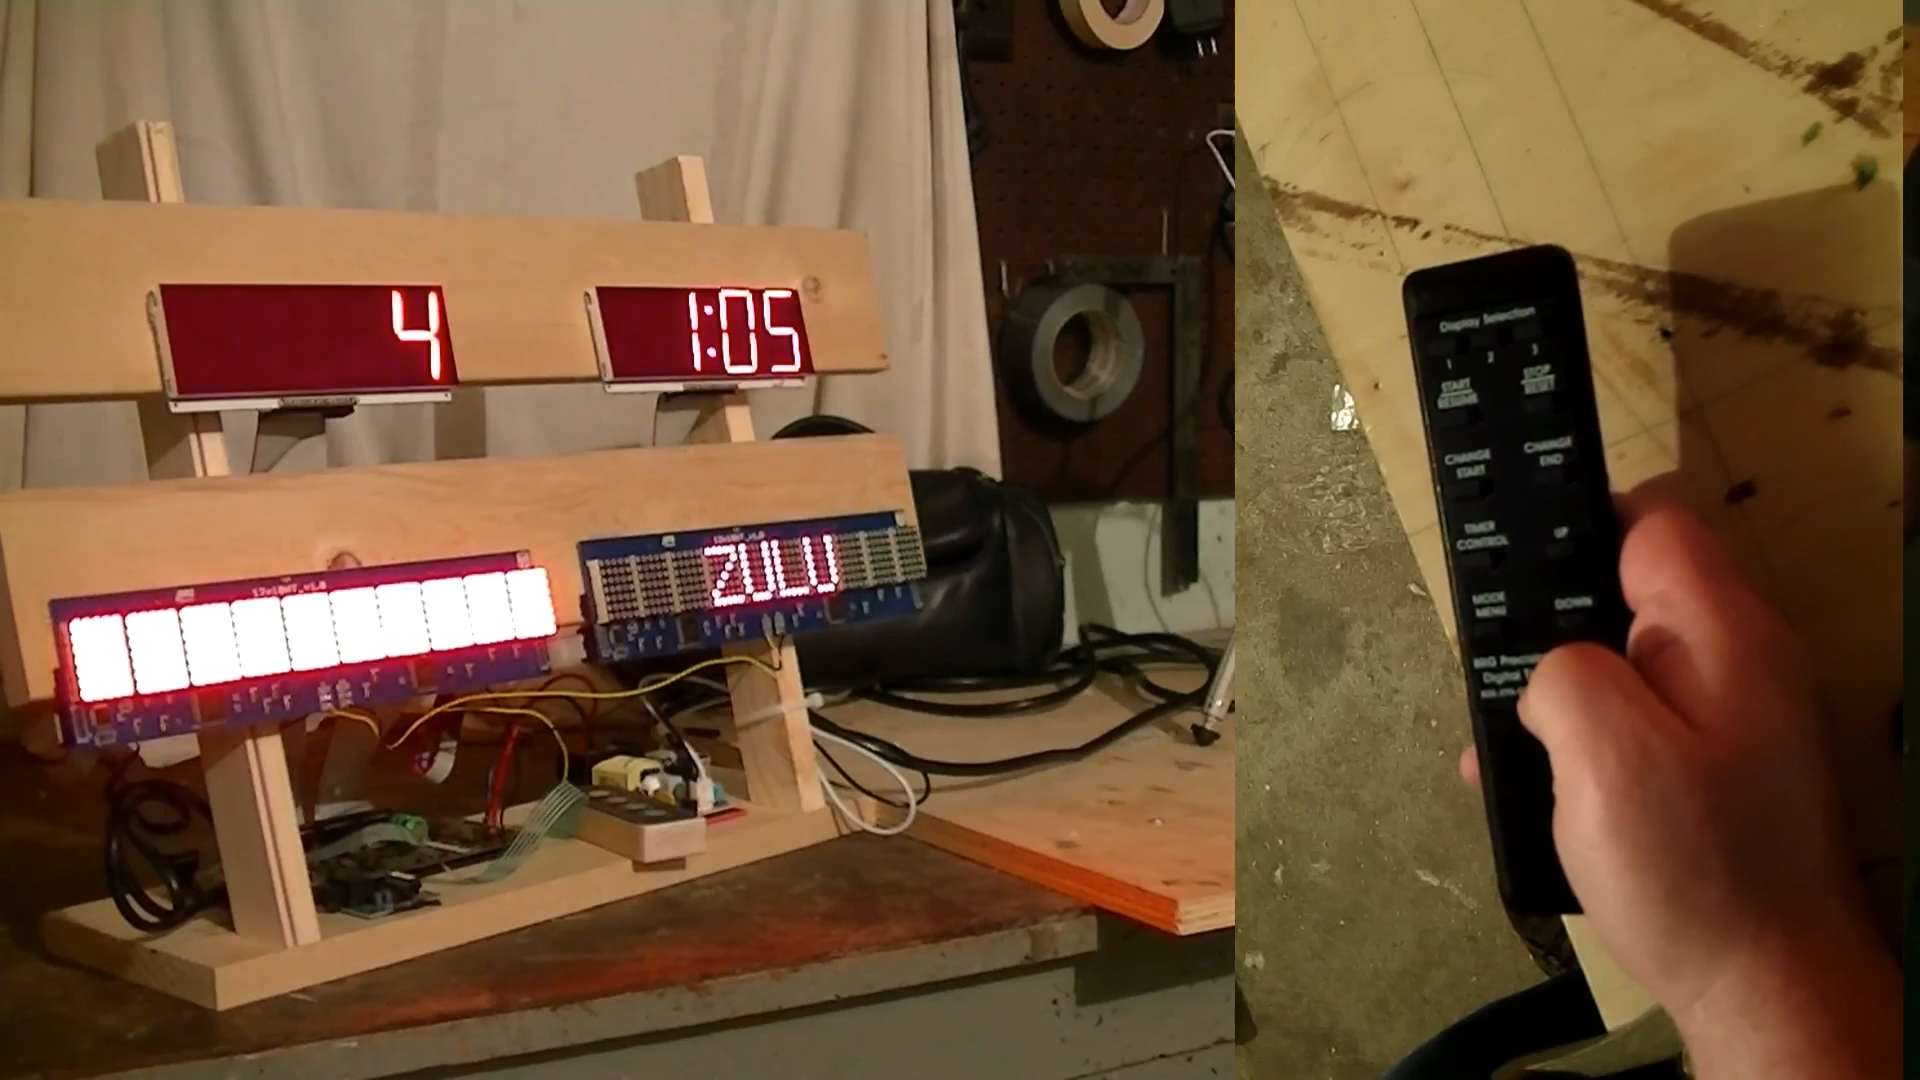 4
1:05
ZULU
Display Selection
1 2 3
START
RESUME
STOP
RESET
CHANGE
START
CHANGE
END
TIMER
CONTROL
UP
MODE
MENU
DOWN
Digital